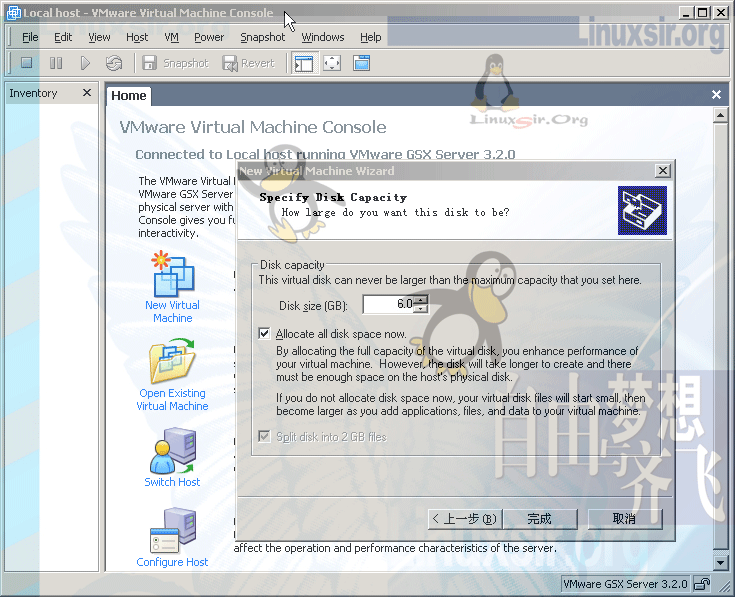 Local host - VMware Virtual Machine Console
File Edit View Host VM Power Snapshot Windows Help
Linuxsir.org
Snapshot Revert
Inventory
Home
LinuxSir.Org
VMware Virtual Machine Console
Connected to Local host running VMware GSX Server 3.2.0
The VMware Virtual
VMware GSX Server
physical server with
Console gives you fu
interactivity.
New Virtual
Machine
Open Existing
Virtual Machine
Switch Host
Configure Host
New Virtual Machine Wizard
Specify Disk Capacity
How large do you want this disk to be?
Disk capacity
This virtual disk can never be larger than the maximum capacity that you set here.
Disk size (GB): 6.0
Allocate all disk space now.
By allocating the full capacity of the virtual disk, you enhance performance of
your virtual machine. However, the disk will take longer to create and there
must be enough space on the host's physical disk.
If you do not allocate disk space now, your virtual disk files will start small, then
become larger as you add applications, files, and data to your virtual machine.
Split disk into 2 GB files
自由梦想
齐飞
< 上一步(B) 完成 取消
affect the operation and performance characteristics of the server.
Linuxsir.org
VMware GSX Server 3.2.0